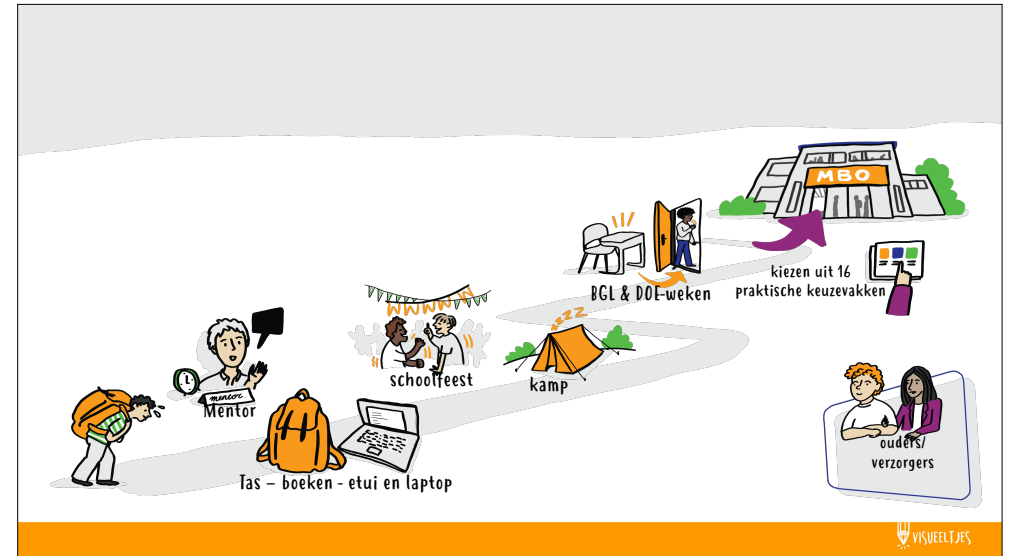 MBO
kiezen uit 16
praktische keuzevakken
BGL & DOE-weken
zzzz
schoolfeest
kamp
mentor
Mentor
Tas – boeken - etui en laptop
ouders/
verzorgers
VISUEELTJES